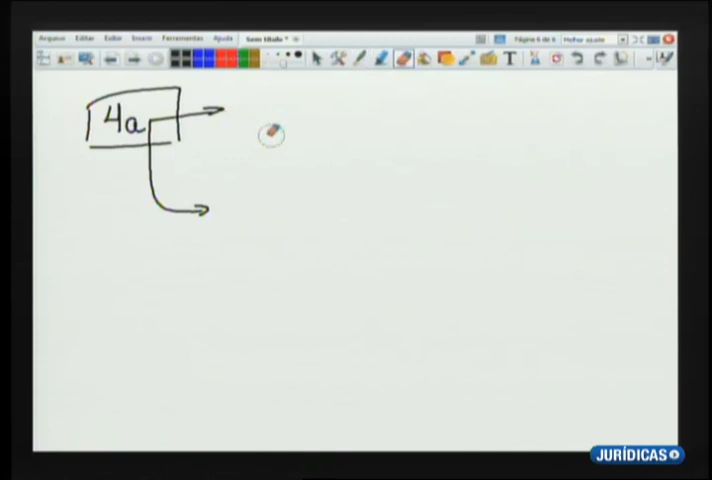 Arquivo Editar Exibir Inserir Ferramentas Ajuda Sem título *
Página 6 de 6 Melhor ajuste
4a
JURÍDICAS